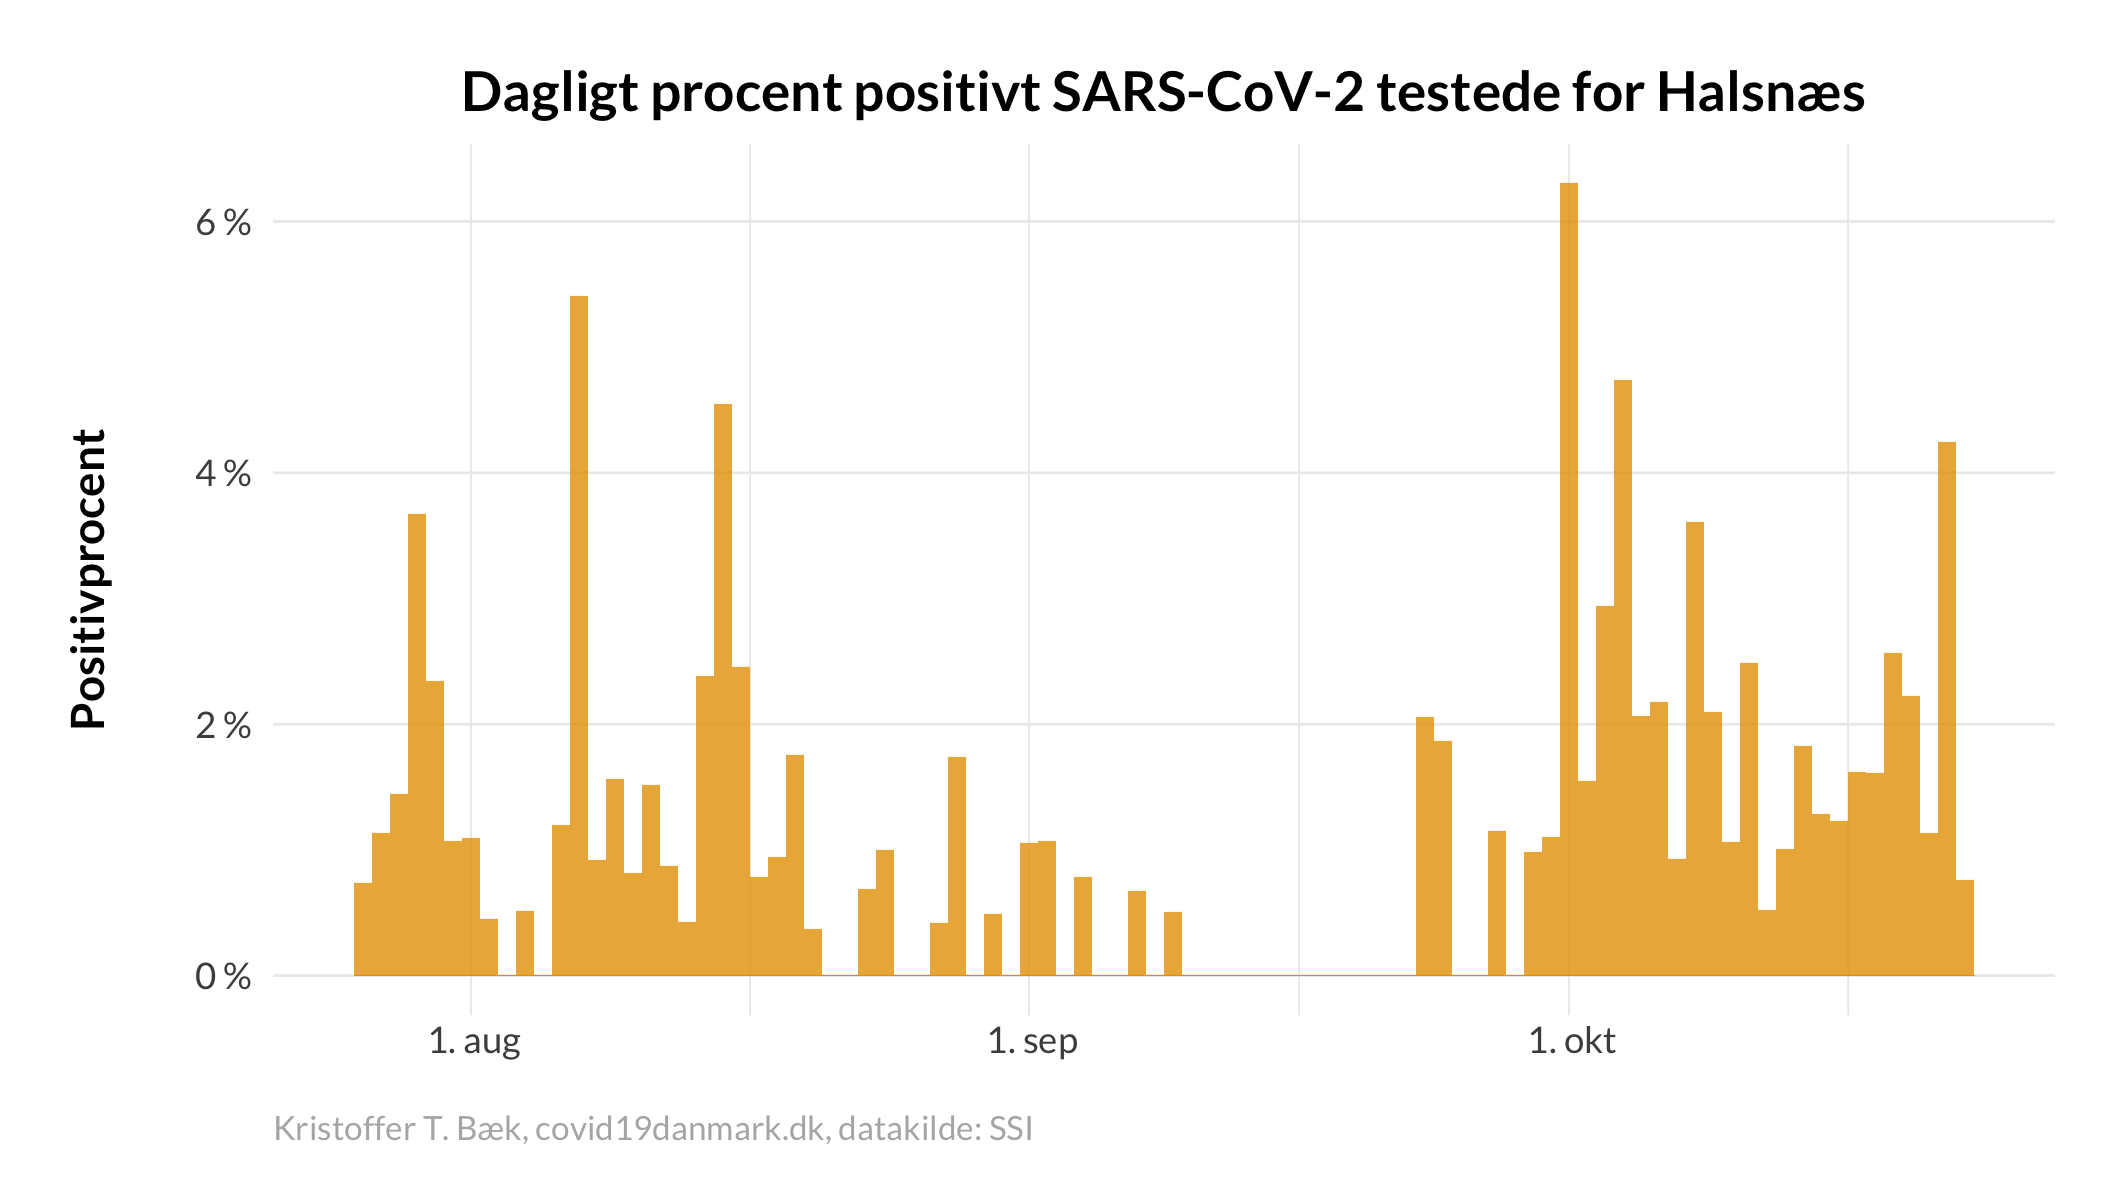 Dagligt procent positivt SARS-CoV-2 testede for Halsnæs
Positivprocent
6 %
4 %
2 %
0 %
1. aug
1. sep
1. okt
Kristoffer T. Bæk, covid19danmark.dk, datakilde: SSI